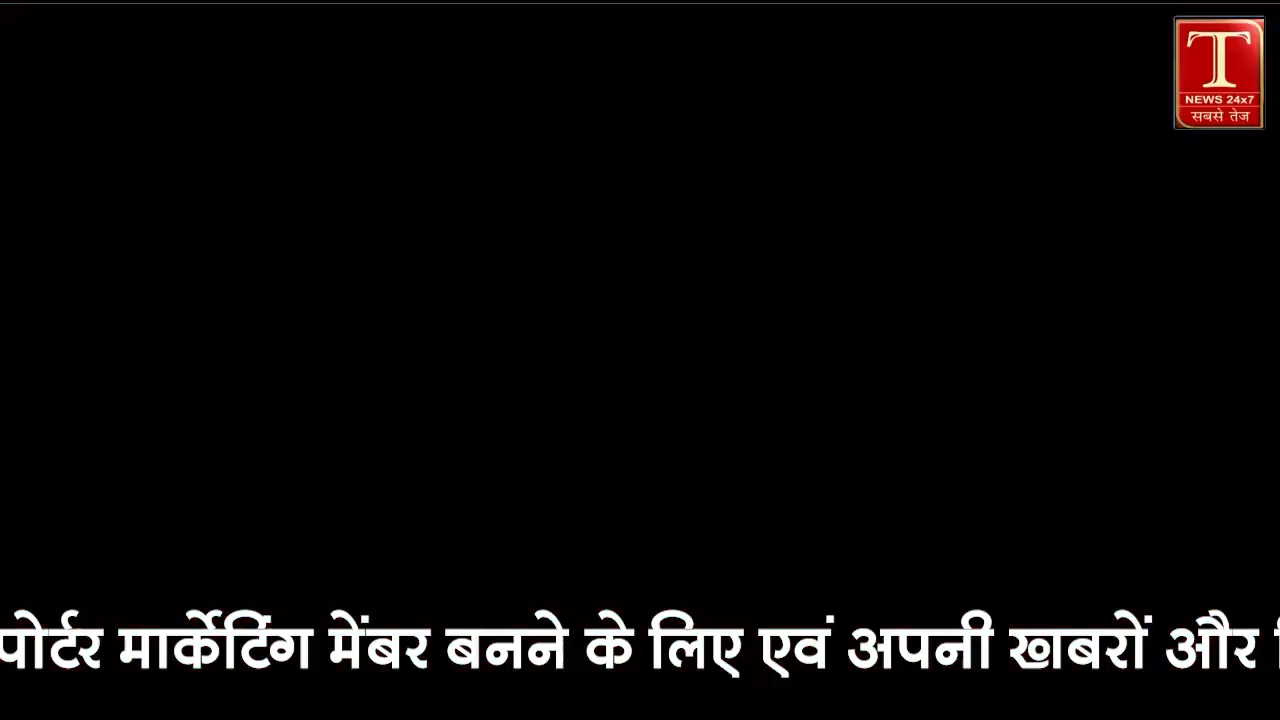 T
NEWS 24x7
सबसे तेज
पोर्टर मार्केटिंग मेंबर बनने के लिए एवं अपनी खबरों और